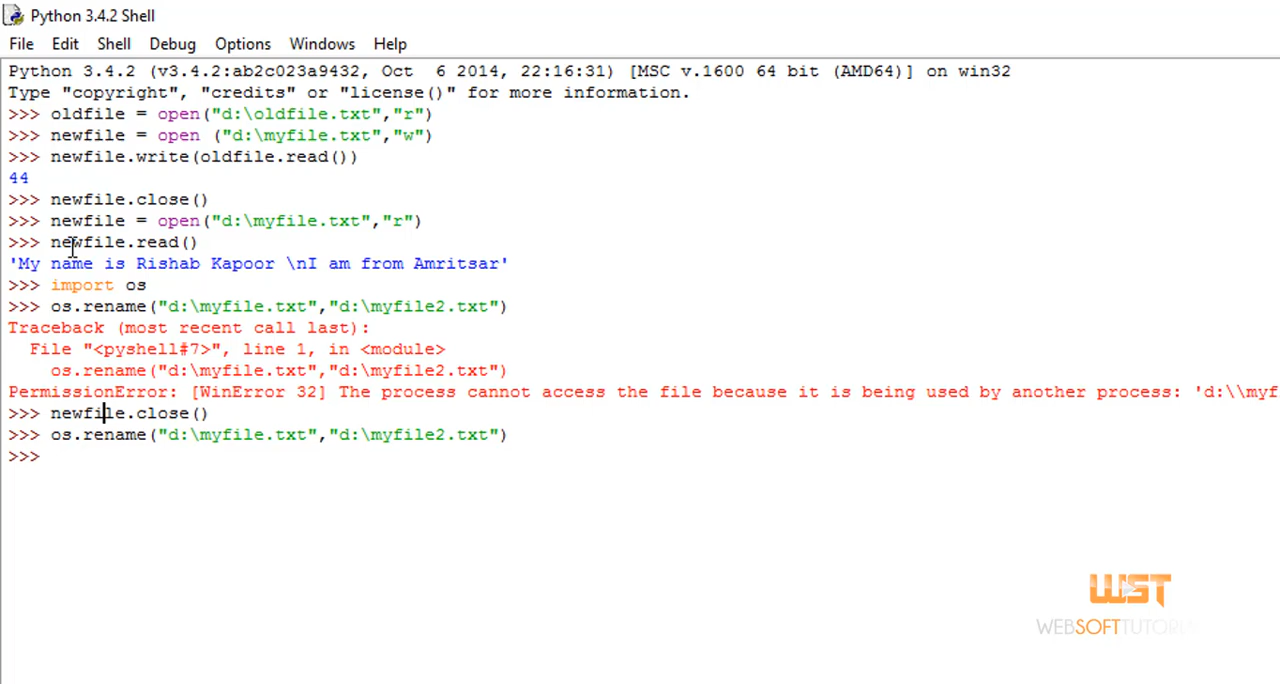 Python 3.4.2 Shell
File Edit Shell Debug Options Windows Help
Python 3.4.2 (v3.4.2:ab2c023a9432, Oct  6 2014, 22:16:31) [MSC v.1600 64 bit (AMD64)] on win32
Type "copyright", "credits" or "license()" for more information.
>>> oldfile = open("d:\oldfile.txt","r")
>>> newfile = open ("d:\myfile.txt","w")
>>> newfile.write(oldfile.read())
44
>>> newfile.close()
>>> newfile = open("d:\myfile.txt","r")
>>> newfile.read()
'My name is Rishab Kapoor \nI am from Amritsar'
>>> import os
>>> os.rename("d:\myfile.txt","d:\myfile2.txt")
Traceback (most recent call last):
  File "<pyshell#7>", line 1, in <module>
    os.rename("d:\myfile.txt","d:\myfile2.txt")
PermissionError: [WinError 32] The process cannot access the file because it is being used by another process: 'd:\\myf
>>> newfile.close()
>>> os.rename("d:\myfile.txt","d:\myfile2.txt")
>>>
WST
WEBSOFTTUTORI